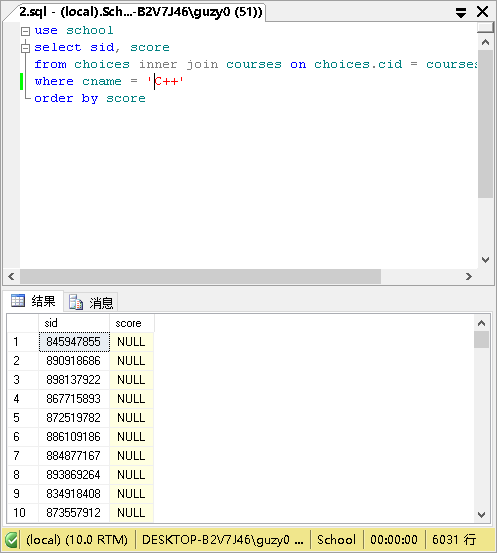 2.sql - (local).Sch...-B2V7J46\guzy0 (51))
use school
select sid, score
from choices inner join courses on choices.cid = courses
where cname = 'C++'
order by score
结果 消息
sid score
1 845947855 NULL
2 890918686 NULL
3 898137922 NULL
4 867715893 NULL
5 872519782 NULL
6 886109186 NULL
7 884877167 NULL
8 893869264 NULL
9 834918408 NULL
10 873557912 NULL
(local) (10.0 RTM) DESKTOP-B2V7J46\guzy0 ... School 00:00:00 6031 行